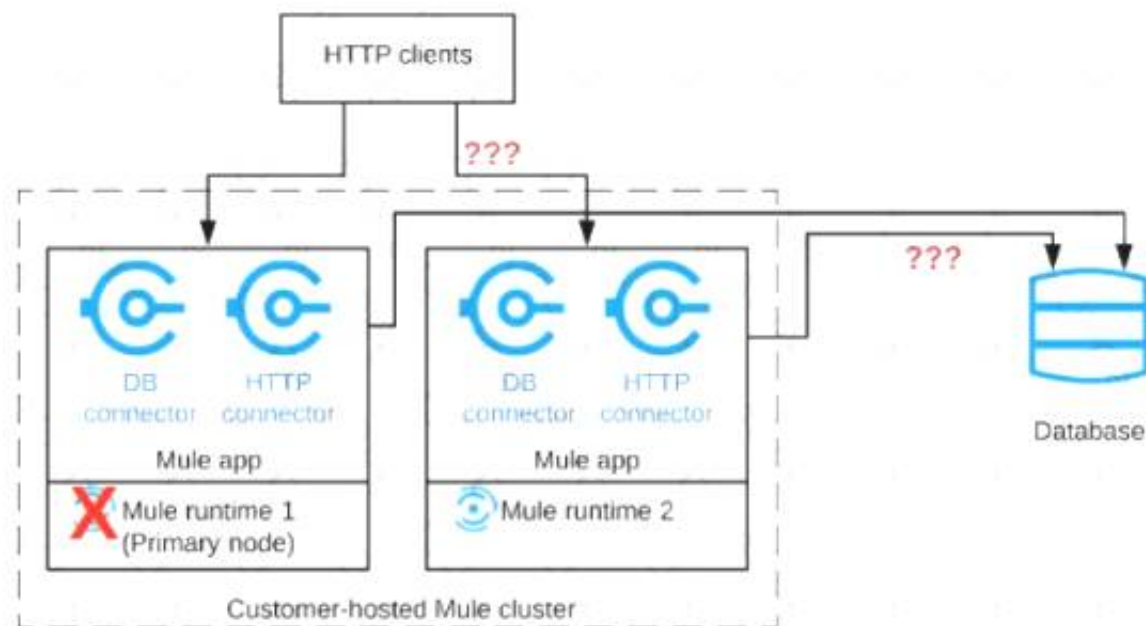 HTTP clients
???
???
DB
connector
HTTP
connector
DB
connector
HTTP
connector
Database
Mule app
Mule app
X Mule runtime 1
(Primary node)
Mule runtime 2
Customer-hosted Mule cluster